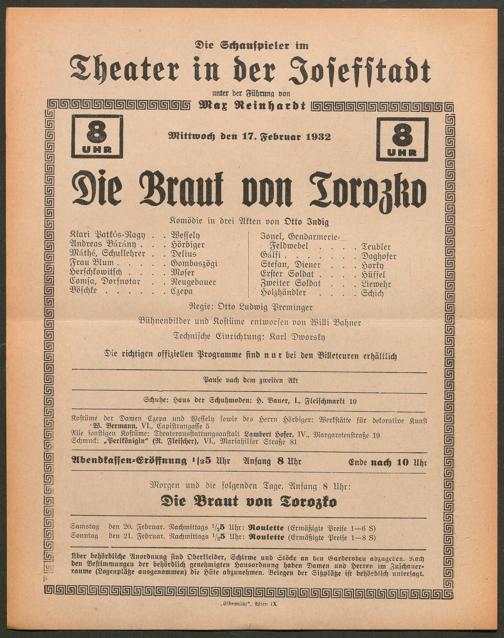 Die Schauspieler im
Theater in der Josefstadt
unter der Führung von
Max Reinhardt
8 UHR
Mittwoch den 17. Februar 1932
8 UHR
Die Braut von Torozko
Komödie in drei Akten von Otto Indig
Klari Patkós-Nagy . . Wessely
Andreas Bárány . . . Hörbiger
Máthé, Schullehrer . . Delius
Frau Blum . . . . Gombaszögi
Herschkowitsch . . . Moser
Comsa, Dorfnotar . . Neugebauer
Böschke . . . . . Czepa
Jonel, Gendarmerie-
Feldwebel . . . . Teubler
Gálfi . . . . . . Daghofer
Stefan, Diener . . . Horky
Erster Soldat . . . Hüffel
Zweiter Soldat . . . Liewehr
Holzhändler . . . . Schich
Regie: Otto Ludwig Preminger
Bühnenbilder und Kostüme entworfen von Willi Bahner
Technische Einrichtung: Karl Dworsky
Die richtigen offiziellen Programme sind nur bei den Billeteuren erhältlich
Pause nach dem zweiten Akt
Schuhe: Haus der Schuhmoden: H. Bauer, I., Fleischmarkt 10
Kostüme der Damen Czepa und Wessely sowie des Herrn Hörbiger: Werkstätte für dekorative Kunst
W. Bermann, VI., Capistrangasse 5
Alle sonstigen Kostüme: Theaterausstattungsanstalt Lambert Hofer, IV., Margaretenstraße 19
Schmuck: „Perlkönigin“ (R. Fleischer), VI., Mariahilfer Straße 81
Abendkassen-Eröffnung 1/2 5 Uhr Anfang 8 Uhr Ende nach 10 Uhr
Morgen und die folgenden Tage, Anfang 8 Uhr:
Die Braut von Torozko
Samstag den 20. Februar. Nachmittags 1/2 5 Uhr: Roulette (Ermäßigte Preise 1–6 S)
Sonntag den 21. Februar. Nachmittags 1/2 5 Uhr: Roulette (Ermäßigte Preise 1–8 S)
Über behördliche Anordnung sind Oberkleider, Schirme und Stöcke an den Garderoben abzugeben. Nach
den Bestimmungen der behördlich genehmigten Hausordnung haben Damen und Herren im Zuschauer-
raume (Logenplätze ausgenommen) die Hüte abzunehmen. Belegen der Sitzplätze ist behördlich untersagt.
„Elbemühl“, Wien IX